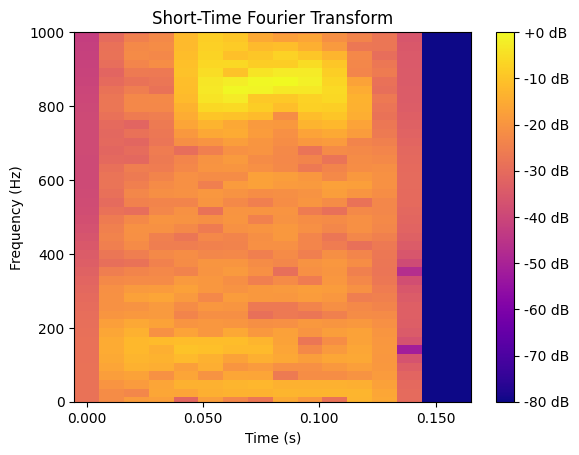 Short-Time Fourier Transform
1000
800
600
400
200
0
Frequency (Hz)
0.000
0.050
0.100
0.150
Time (s)
+0 dB
-10 dB
-20 dB
-30 dB
-40 dB
-50 dB
-60 dB
-70 dB
-80 dB